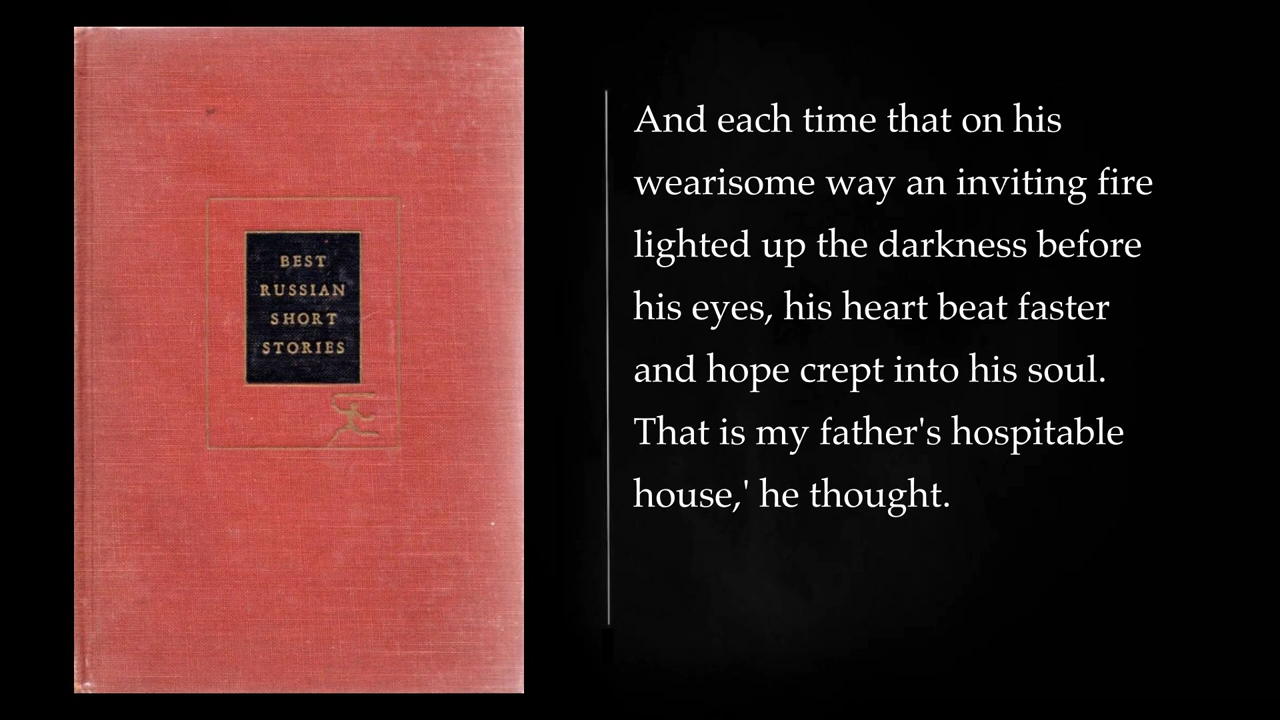 BEST
RUSSIAN
SHORT
STORIES
And each time that on his
wearisome way an inviting fire
lighted up the darkness before
his eyes, his heart beat faster
and hope crept into his soul.
That is my father's hospitable
house,' he thought.